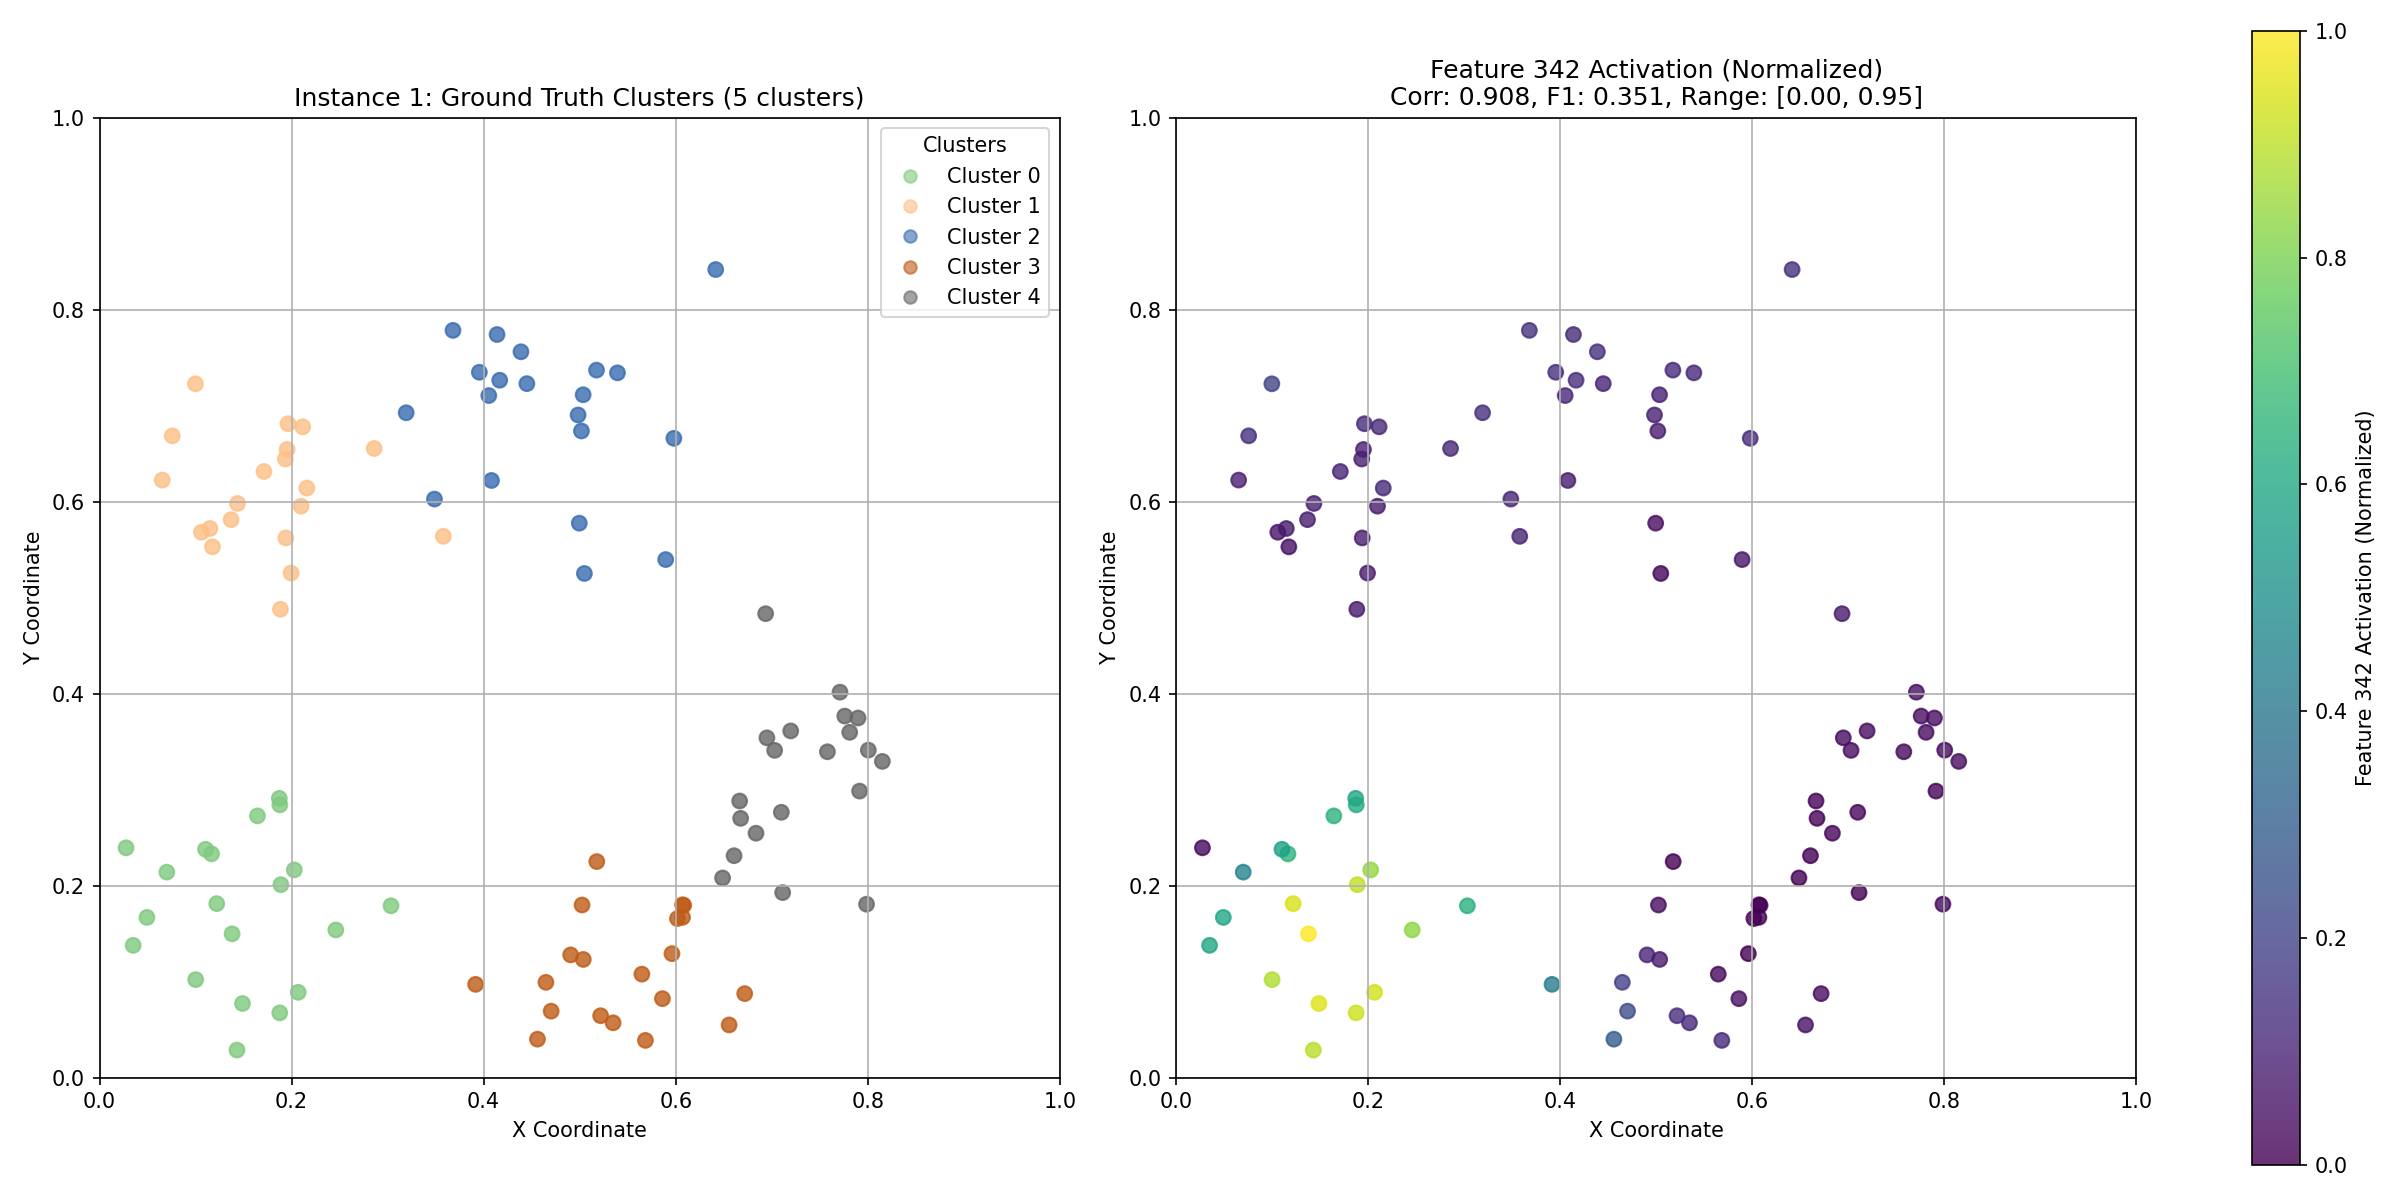 Instance 1: Ground Truth Clusters (5 clusters)
1.0
0.8
0.6
0.4
0.2
0.0
Y Coordinate
0.0 0.2 0.4 0.6 0.8 1.0
X Coordinate
Clusters
Cluster 0
Cluster 1
Cluster 2
Cluster 3
Cluster 4
Feature 342 Activation (Normalized)
Corr: 0.908, F1: 0.351, Range: [0.00, 0.95]
1.0
0.8
0.6
0.4
0.2
0.0
Y Coordinate
0.0 0.2 0.4 0.6 0.8 1.0
X Coordinate
1.0
0.8
0.6
0.4
0.2
0.0
Feature 342 Activation (Normalized)